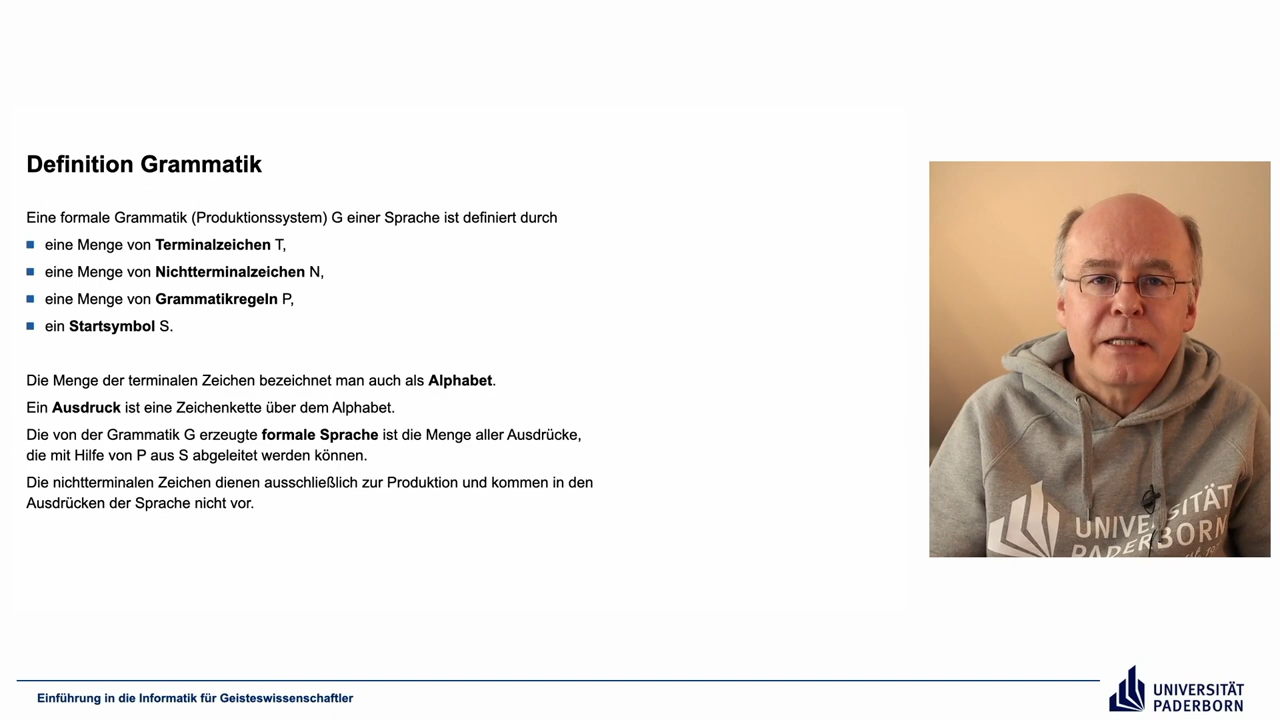 Definition Grammatik
Eine formale Grammatik (Produktionssystem) G einer Sprache ist definiert durch
eine Menge von Terminalzeichen T,
eine Menge von Nichtterminalzeichen N,
eine Menge von Grammatikregeln P,
ein Startsymbol S.
Die Menge der terminalen Zeichen bezeichnet man auch als Alphabet.
Ein Ausdruck ist eine Zeichenkette über dem Alphabet.
Die von der Grammatik G erzeugte formale Sprache ist die Menge aller Ausdrücke,
die mit Hilfe von P aus S abgeleitet werden können.
Die nichtterminalen Zeichen dienen ausschließlich zur Produktion und kommen in den
Ausdrücken der Sprache nicht vor.
UNIVERSITÄT
PADERBORN
Einführung in die Informatik für Geisteswissenschaftler
UNIVERSITÄT
PADERBORN